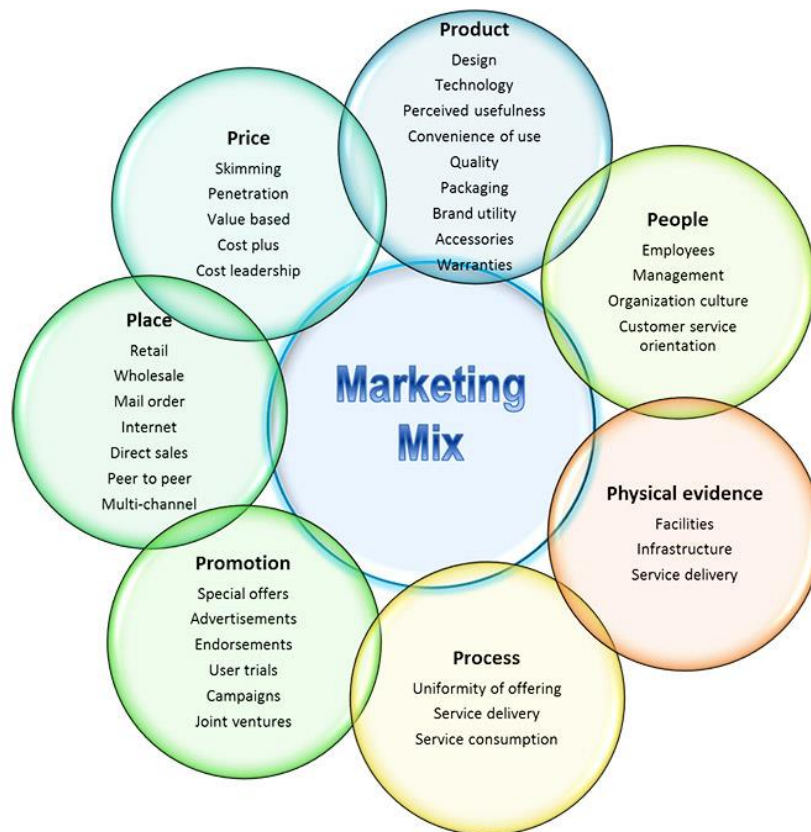 Product
Design
Technology
Perceived usefulness
Convenience of use
Quality
Packaging
Brand utility
Accessories
Warranties
Price
Skimming
Penetration
Value based
Cost plus
Cost leadership
People
Employees
Management
Organization culture
Customer service
orientation
Place
Retail
Wholesale
Mail order
Internet
Direct sales
Peer to peer
Multi-channel
Marketing
Mix
Physical evidence
Facilities
Infrastructure
Service delivery
Promotion
Special offers
Advertisements
Endorsements
User trials
Campaigns
Joint ventures
Process
Uniformity of offering
Service delivery
Service consumption